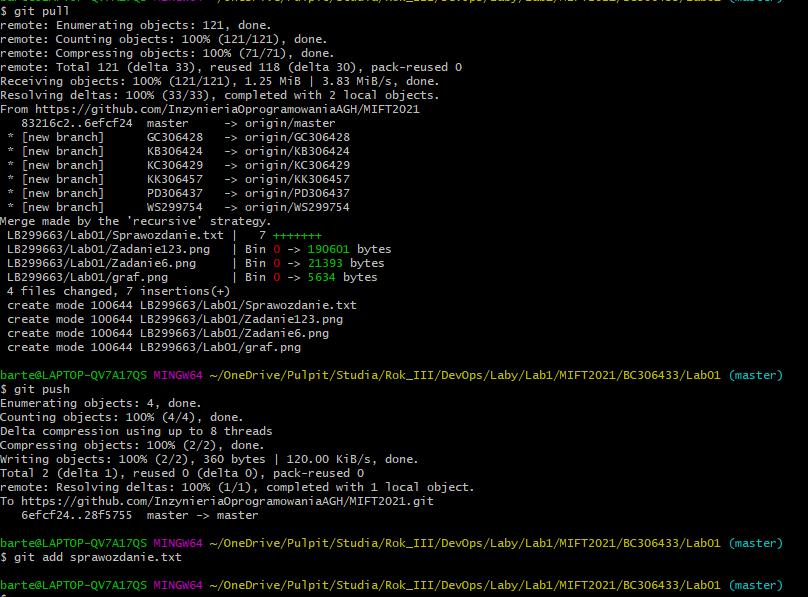 $ git pull
remote: Enumerating objects: 121, done.
remote: Counting objects: 100% (121/121), done.
remote: Compressing objects: 100% (71/71), done.
remote: Total 121 (delta 33), reused 118 (delta 30), pack-reused 0
Receiving objects: 100% (121/121), 1.25 MiB | 3.83 MiB/s, done.
Resolving deltas: 100% (33/33), completed with 2 local objects.
From https://github.com/InzynieriaOprogramowaniaAGH/MIFT2021
   83216c2..6efcf24  master     -> origin/master
 * [new branch]      GC306428   -> origin/GC306428
 * [new branch]      KB306424   -> origin/KB306424
 * [new branch]      KC306429   -> origin/KC306429
 * [new branch]      KK306457   -> origin/KK306457
 * [new branch]      PD306437   -> origin/PD306437
 * [new branch]      WS299754   -> origin/WS299754
Merge made by the 'recursive' strategy.
 LB299663/Lab01/Sprawozdanie.txt |   7 +++++++
 LB299663/Lab01/Zadanie123.png   | Bin 0 -> 190601 bytes
 LB299663/Lab01/Zadanie6.png     | Bin 0 -> 21393 bytes
 LB299663/Lab01/graf.png         | Bin 0 -> 5634 bytes
 4 files changed, 7 insertions(+)
 create mode 100644 LB299663/Lab01/Sprawozdanie.txt
 create mode 100644 LB299663/Lab01/Zadanie123.png
 create mode 100644 LB299663/Lab01/Zadanie6.png
 create mode 100644 LB299663/Lab01/graf.png
barte@LAPTOP-QV7A17QS MINGW64 ~/OneDrive/Pulpit/Studia/Rok_III/DevOps/Laby/Lab1/MIFT2021/BC306433/Lab01 (master)
$ git push
Enumerating objects: 4, done.
Counting objects: 100% (4/4), done.
Delta compression using up to 8 threads
Compressing objects: 100% (2/2), done.
Writing objects: 100% (2/2), 360 bytes | 120.00 KiB/s, done.
Total 2 (delta 1), reused 0 (delta 0), pack-reused 0
remote: Resolving deltas: 100% (1/1), completed with 1 local object.
To https://github.com/InzynieriaOprogramowaniaAGH/MIFT2021.git
   6efcf24..28f5755  master -> master
barte@LAPTOP-QV7A17QS MINGW64 ~/OneDrive/Pulpit/Studia/Rok_III/DevOps/Laby/Lab1/MIFT2021/BC306433/Lab01 (master)
$ git add sprawozdanie.txt
barte@LAPTOP-QV7A17QS MINGW64 ~/OneDrive/Pulpit/Studia/Rok_III/DevOps/Laby/Lab1/MIFT2021/BC306433/Lab01 (master)